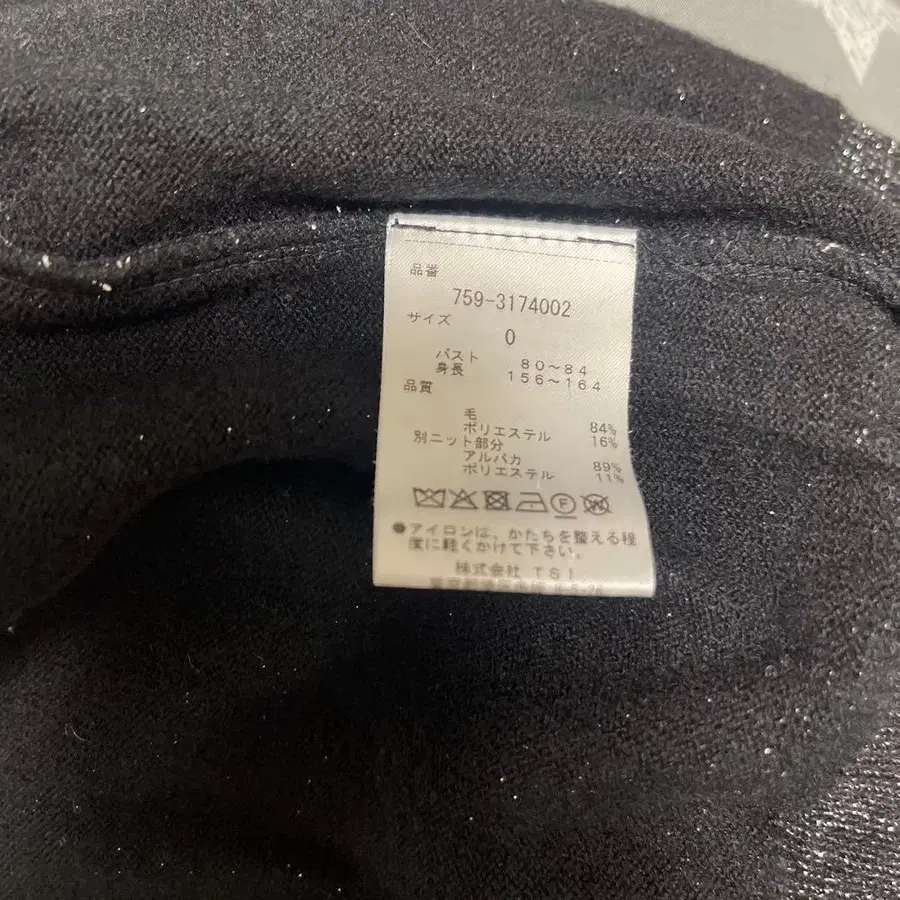 品番
759-3174002
サイズ
0
バスト 80～84
身長 156～164
品質
毛 84%
ポリエステル 16%
別ニット部分
アルパカ 89%
ポリエステル 11%
F
●アイロンは、かたちを整える程
度に軽くかけて下さい。
株式会社 TSI